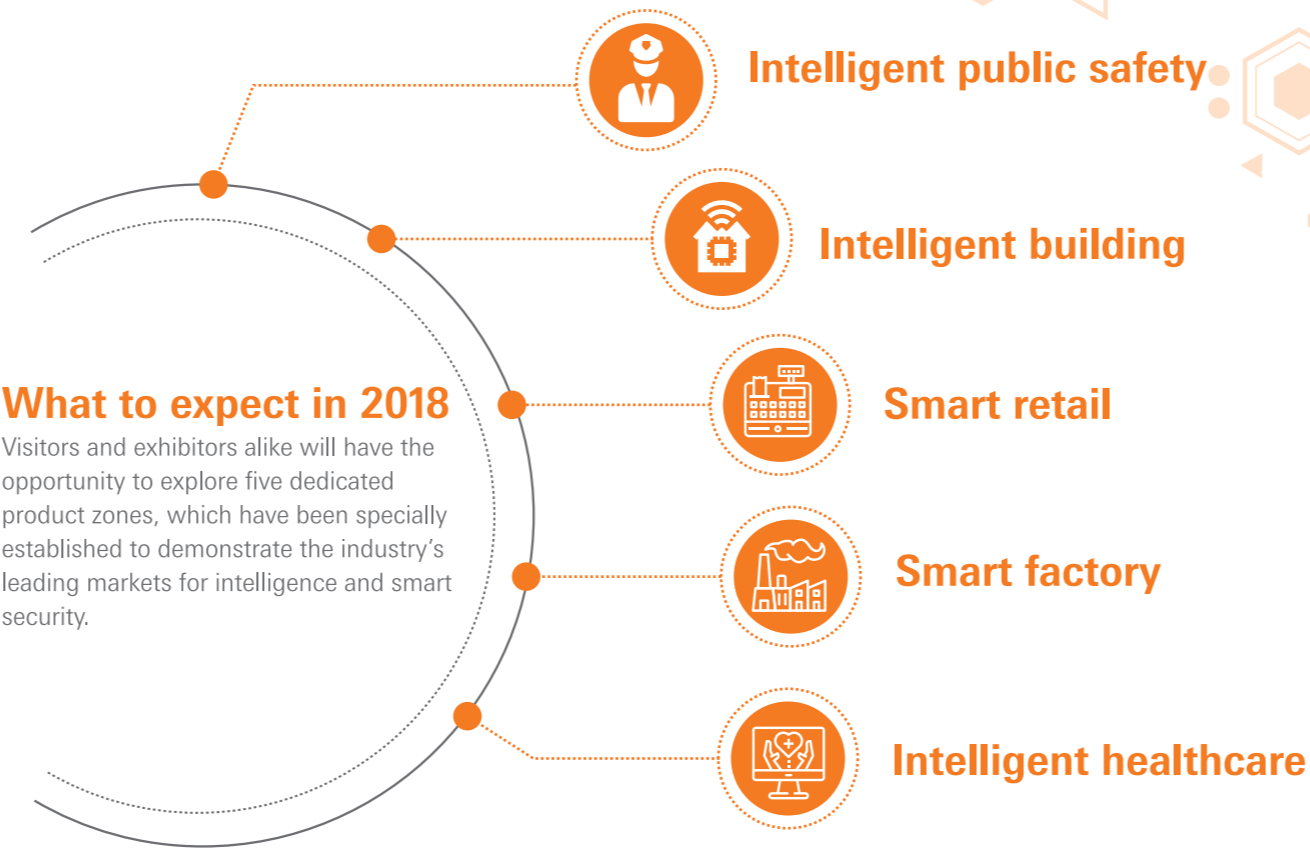 Intelligent public safety
Intelligent building
What to expect in 2018
Visitors and exhibitors alike will have the
opportunity to explore five dedicated
product zones, which have been specially
established to demonstrate the industry's
leading markets for intelligence and smart
security.
Smart retail
Smart factory
Intelligent healthcare